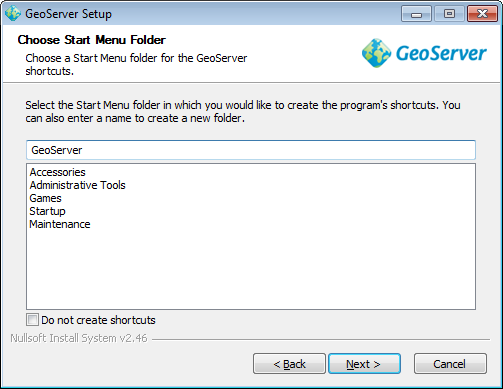 GeoServer Setup
Choose Start Menu Folder
Choose a Start Menu folder for the GeoServer
shortcuts.
GeoServer
Select the Start Menu folder in which you would like to create the program's shortcuts. You
can also enter a name to create a new folder.
GeoServer
Accessories
Administrative Tools
Games
Startup
Maintenance
Do not create shortcuts
Nullsoft Install System v2.46
< Back
Next >
Cancel